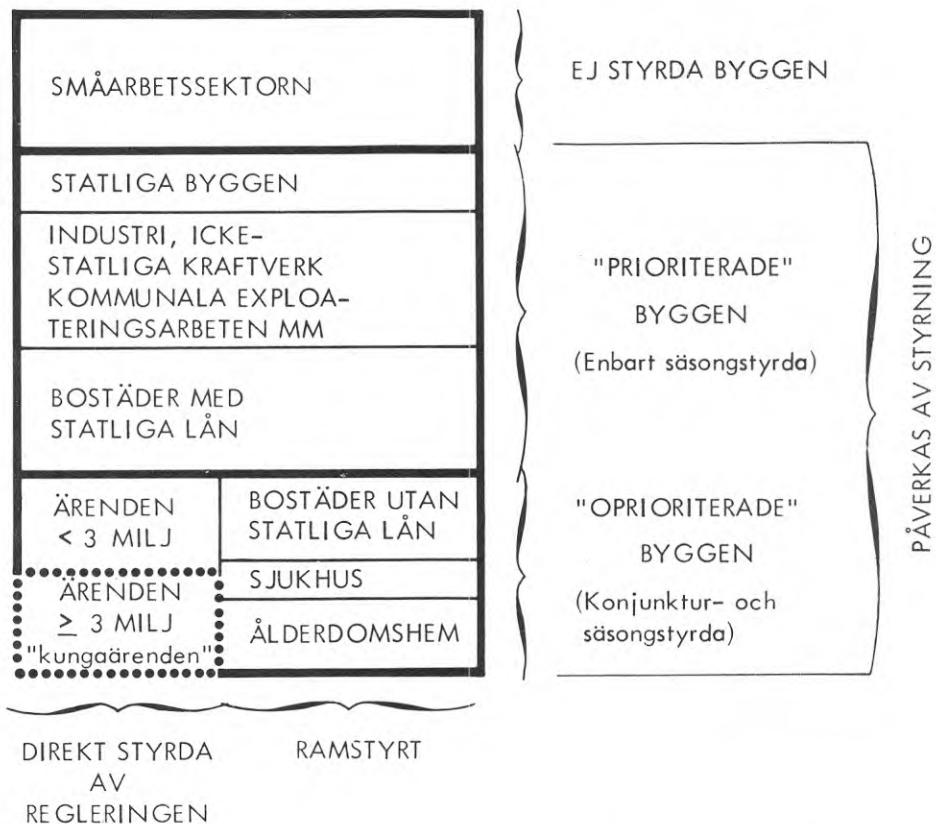 SMÅARBETSSEKTORN
STATLIGA BYGGEN
INDUSTRI, ICKE-
STATLIGA KRAFTVERK
KOMMUNALA EXPLOA-
TERINGSARBETEN MM
BOSTÄDER MED
STATLIGA LÅN
ÄRENDEN
< 3 MILJ
ÄRENDEN
≥ 3 MILJ
"kungaärenden"
BOSTÄDER UTAN
STATLIGA LÅN
SJUKHUS
ÅLDERDOMSHEM
EJ STYRDA BYGGEN
"PRIORITERADE"
BYGGEN
(Enbart säsongstyrda)
"OPRIORITERADE"
BYGGEN
(Konjunktur- och
säsongstyrda)
PÅVERKAS AV STYRNING
DIREKT STYRDA
AV
REGLERINGEN
RAMSTYRT